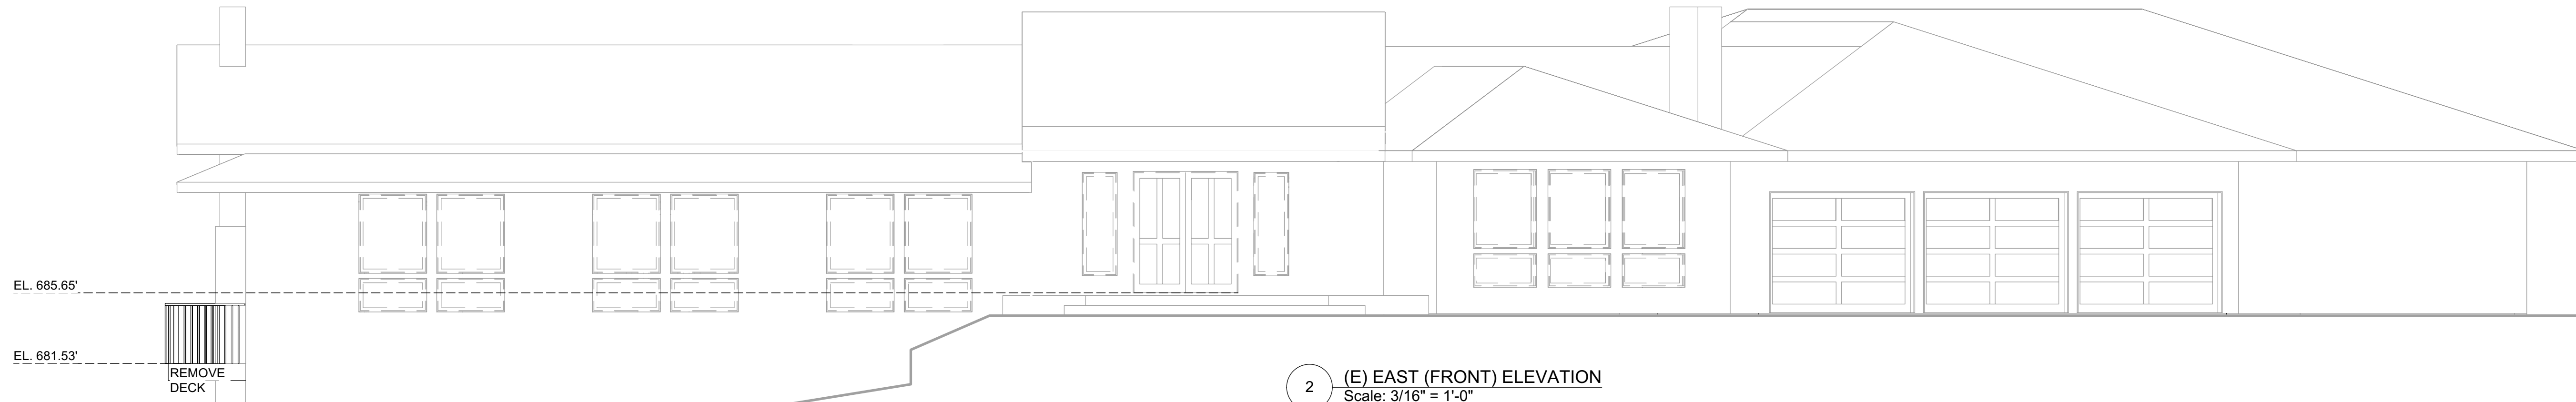 EL. 685.65'
EL. 681.53'
REMOVE
DECK
2
(E) EAST (FRONT) ELEVATION
Scale: 3/16" = 1'-0"